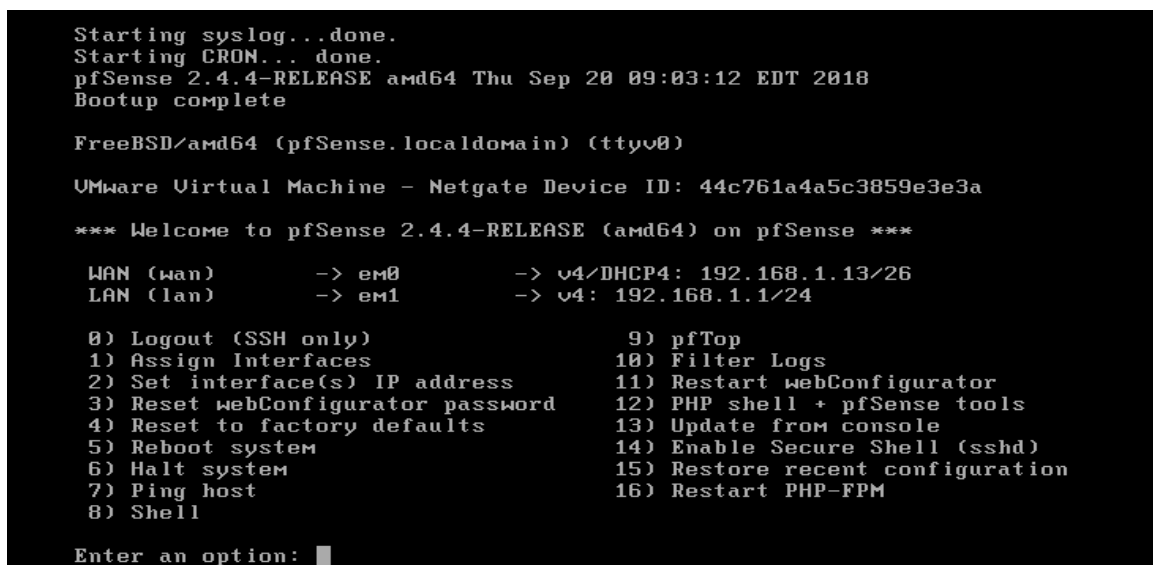 Starting syslog...done.
Starting CRON... done.
pfSense 2.4.4-RELEASE amd64 Thu Sep 20 09:03:12 EDT 2018
Bootup complete
FreeBSD/amd64 (pfSense.localdomain) (ttyv0)
VMware Virtual Machine - Netgate Device ID: 44c761a4a5c3859e3e3a
*** Welcome to pfSense 2.4.4-RELEASE (amd64) on pfSense ***
WAN (wan) -> em0 -> v4/DHCP4: 192.168.1.13/26
LAN (lan) -> em1 -> v4: 192.168.1.1/24
0) Logout (SSH only) 9) pfTop
1) Assign Interfaces 10) Filter Logs
2) Set interface(s) IP address 11) Restart webConfigurator
3) Reset webConfigurator password 12) PHP shell + pfSense tools
4) Reset to factory defaults 13) Update from console
5) Reboot system 14) Enable Secure Shell (sshd)
6) Halt system 15) Restore recent configuration
7) Ping host 16) Restart PHP-FPM
8) Shell
Enter an option: